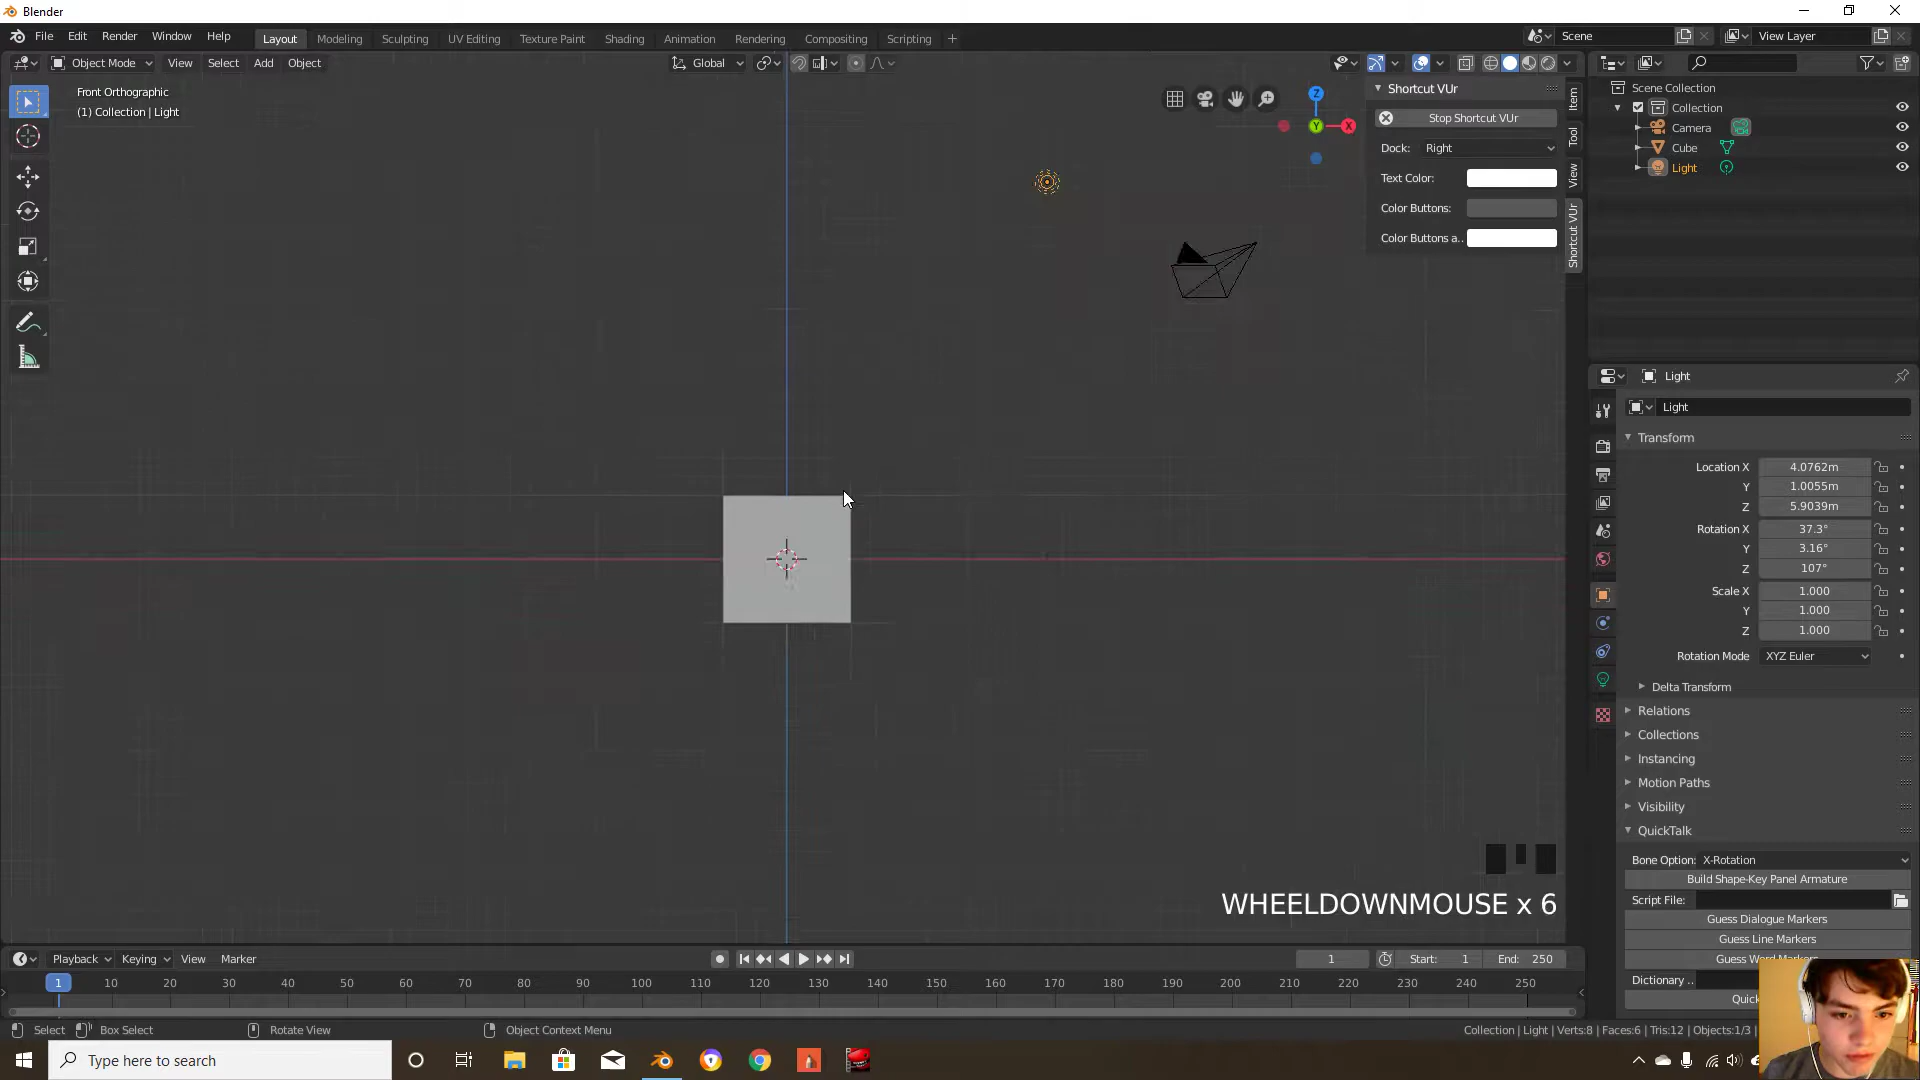 Blender
File Edit Render Window Help Layout Modeling Sculpting UV Editing Texture Paint Shading Animation Rendering Compositing Scripting + Scene View Layer
Object Mode View Select Add Object Global
Front Orthographic
(1) Collection | Light
Z
Y
X
Shortcut VUr
Stop Shortcut VUr
Dock: Right
Text Color:
Color Buttons:
Color Buttons a..
Item
Tool
View
Shortcut VUr
Scene Collection
Collection
Camera
Cube
Light
Light
Light
Transform
Location X 4.0762m
Y 1.0055m
Z 5.9039m
Rotation X 37.3°
Y 3.16°
Z 107°
Scale X 1.000
Y 1.000
Z 1.000
Rotation Mode XYZ Euler
Delta Transform
Relations
Collections
Instancing
Motion Paths
Visibility
QuickTalk
Bone Option: X-Rotation
Build Shape-Key Panel Armature
Script File:
Guess Dialogue Markers
Guess Line Markers
Guess Word
Dictionary ..
WHEELDOWNMOUSE x 6
Playback Keying View Marker 1 Start: 1 End: 250
1 10 20 30 40 50 60 70 80 90 100 110 120 130 140 150 160 170 180 190 200 210 220 230 240 250
Select Box Select Rotate View Object Context Menu Collection | Light | Verts:8 | Faces:6 | Tris:12 | Objects:1/3
Type here to search